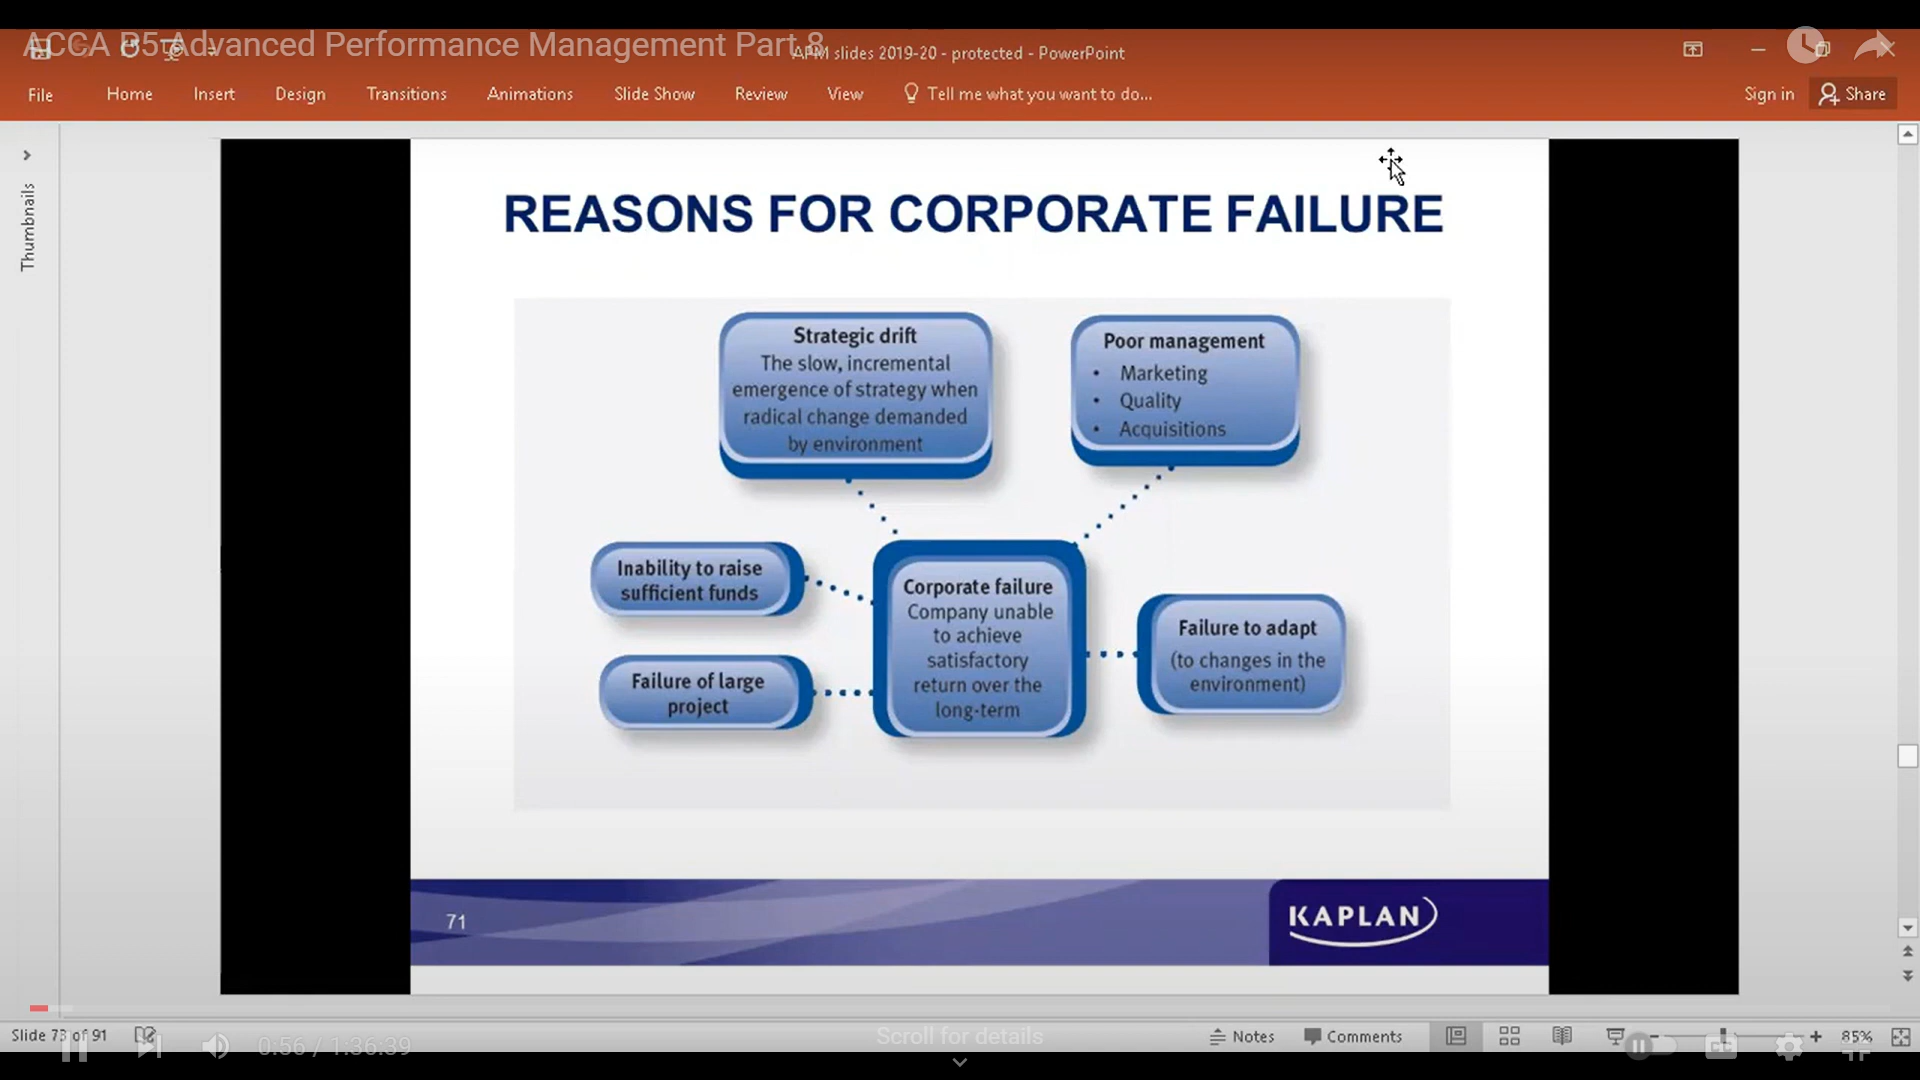 ACCA P5 Advanced Performance Management Part 8
APM slides 2019-20 - protected - PowerPoint
File Home Insert Design Transitions Animations Slide Show Review View Tell me what you want to do... Sign in Share
Thumbnails
REASONS FOR CORPORATE FAILURE
Strategic drift
The slow, incremental
emergence of strategy when
radical change demanded
by environment
Poor management
• Marketing
• Quality
• Acquisitions
Inability to raise
sufficient funds
Failure of large
project
Corporate failure
Company unable
to achieve
satisfactory
return over the
long-term
Failure to adapt
(to changes in the
environment)
71
KAPLAN
Slide 73 of 91
0:56 / 1:36:39
Scroll for details
Notes Comments 85%